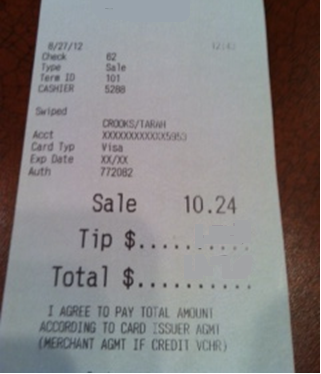 8/27/12 12:43
Check 62
Type Sale
Term ID 101
CASHIER 5288
Swiped
CROOKS/TARAH
Acct XXXXXXXXXXXX5953
Card Typ Visa
Exp Date XX/XX
Auth 772082
Sale 10.24
Tip $..........
Total $..........
I AGREE TO PAY TOTAL AMOUNT
ACCORDING TO CARD ISSUER AGMT
(MERCHANT AGMT IF CREDIT VCHR)